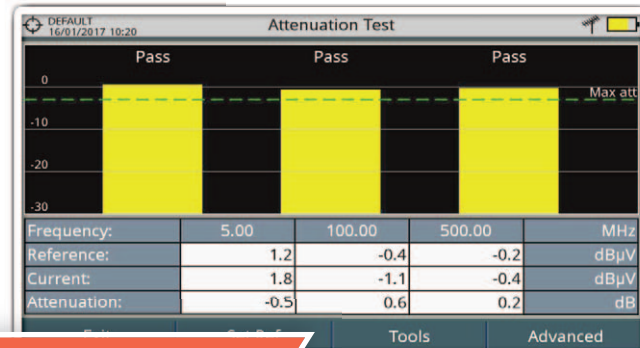 DEFAULT
16/01/2017 10:20
Attenuation Test
Pass Pass Pass
0
Max att
-10
-20
-30
Frequency: 5.00 100.00 500.00 MHz
Reference: 1.2 -0.4 -0.2 dBµV
Current: 1.8 -1.1 -0.4 dBµV
Attenuation: -0.5 0.6 0.2 dB
Tools Advanced